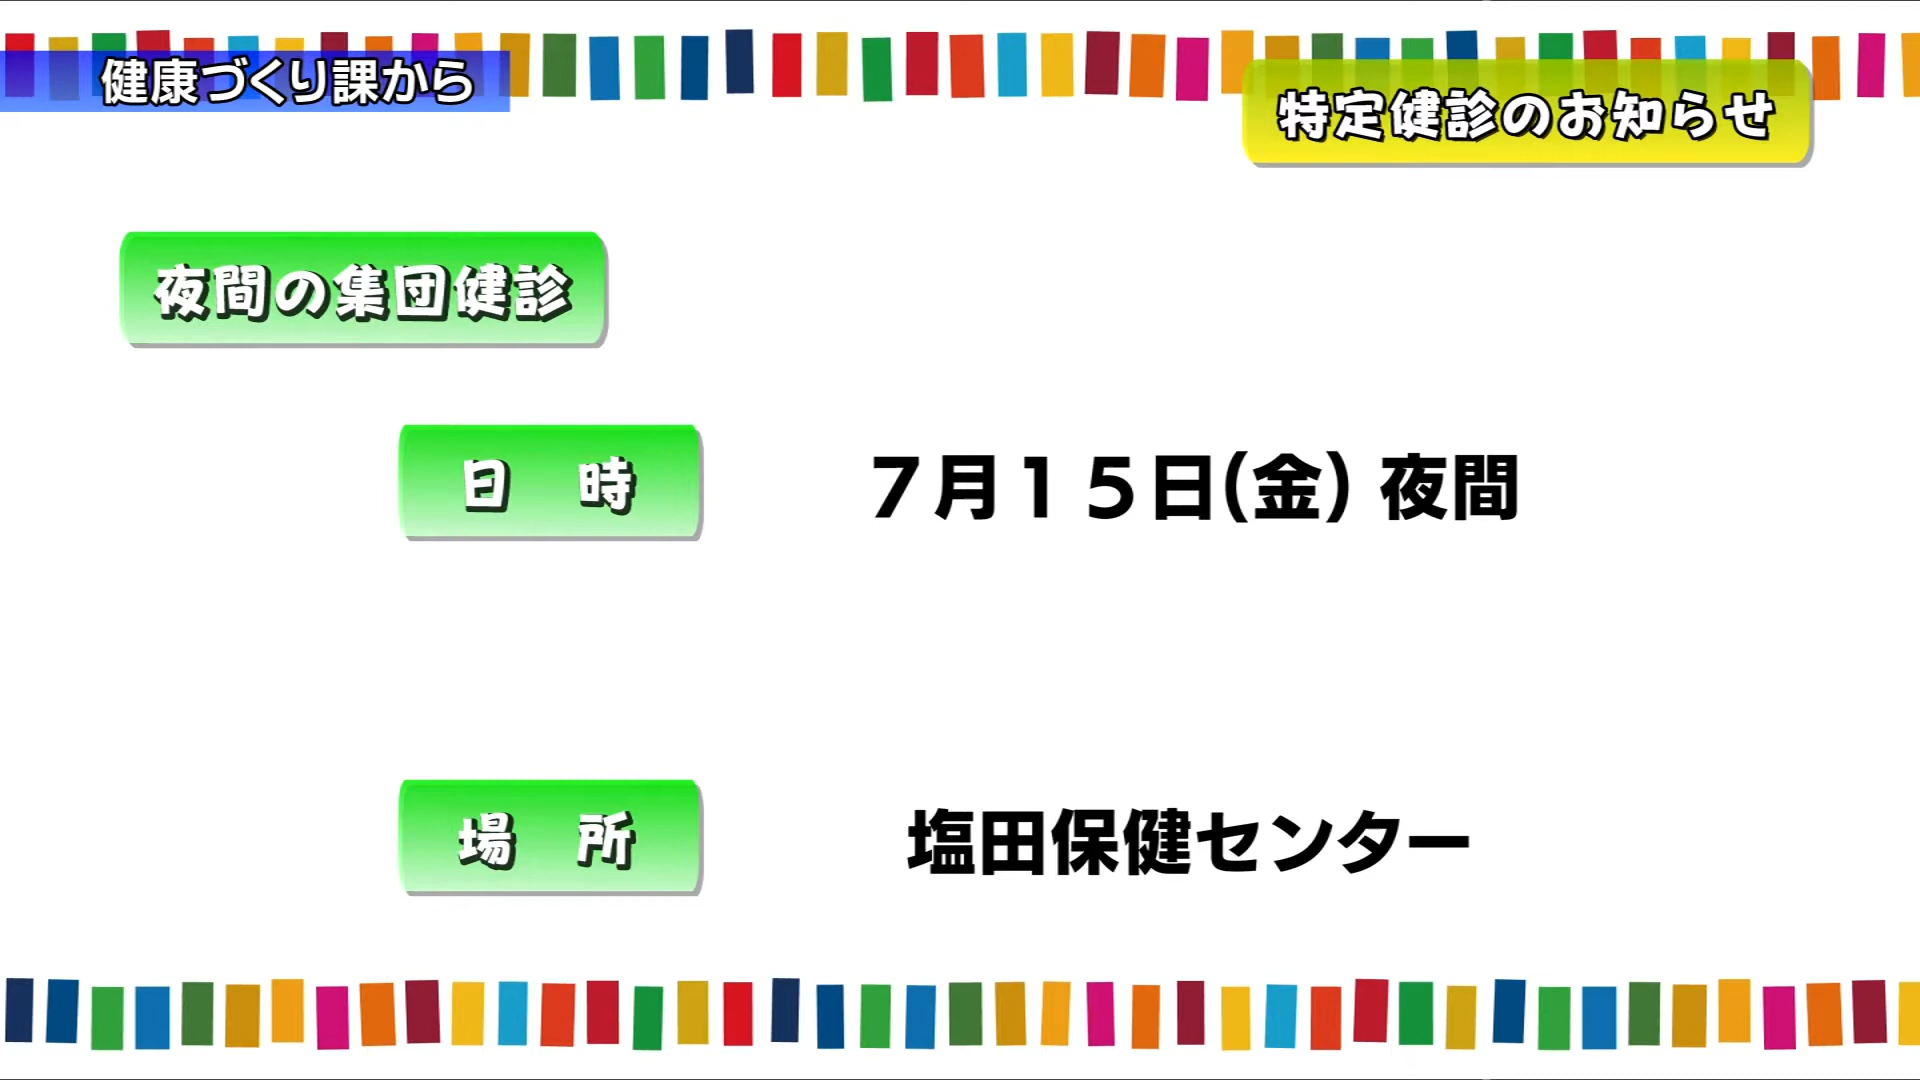 健康づくり課から
特定健診のお知らせ
夜間の集団健診
日　時
７月１５日(金) 夜間
場　所
塩田保健センター